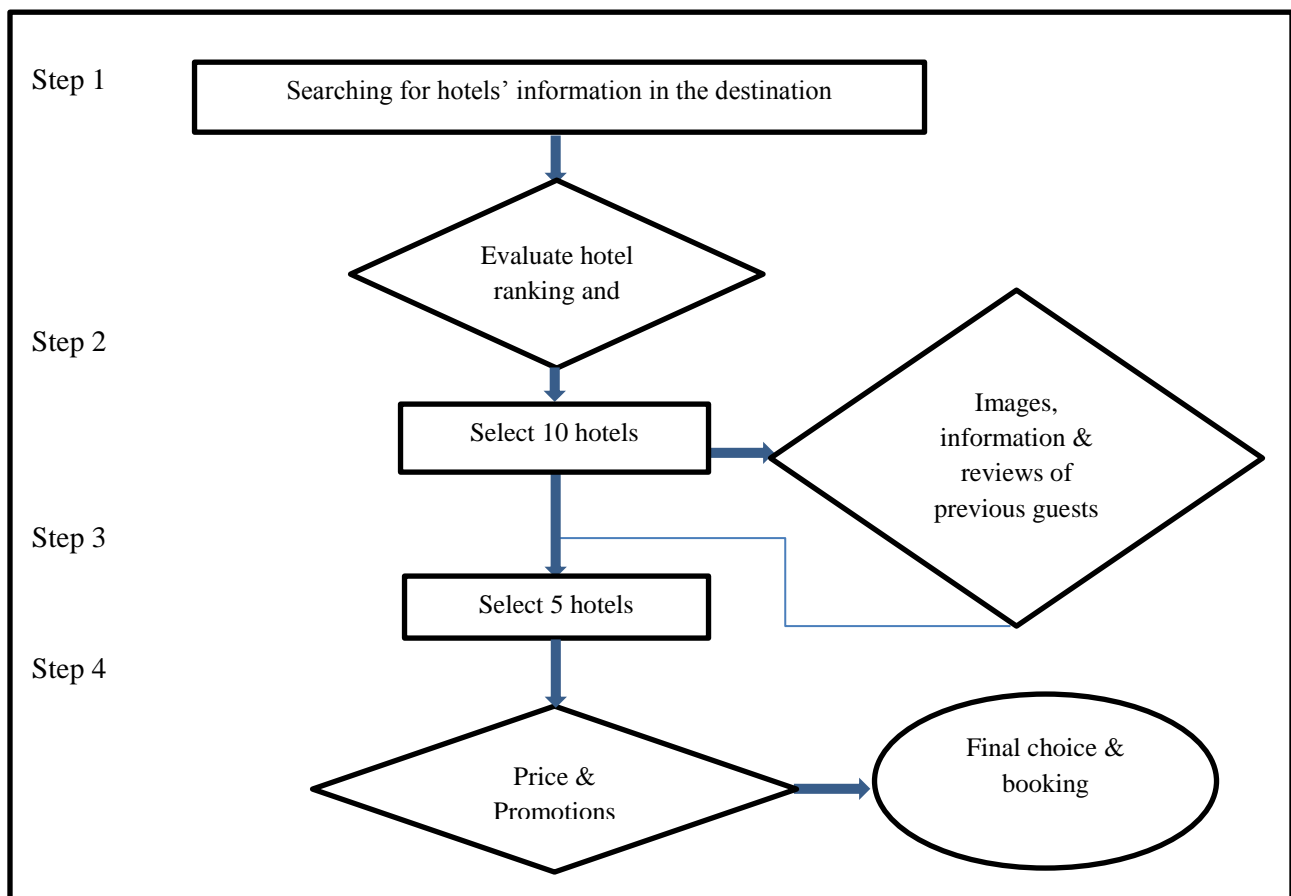 Step 1
Searching for hotels’ information in the destination
Evaluate hotel
ranking and
Step 2
Select 10 hotels
Images,
information &
reviews of
previous guests
Step 3
Select 5 hotels
Step 4
Price &
Promotions
Final choice &
booking